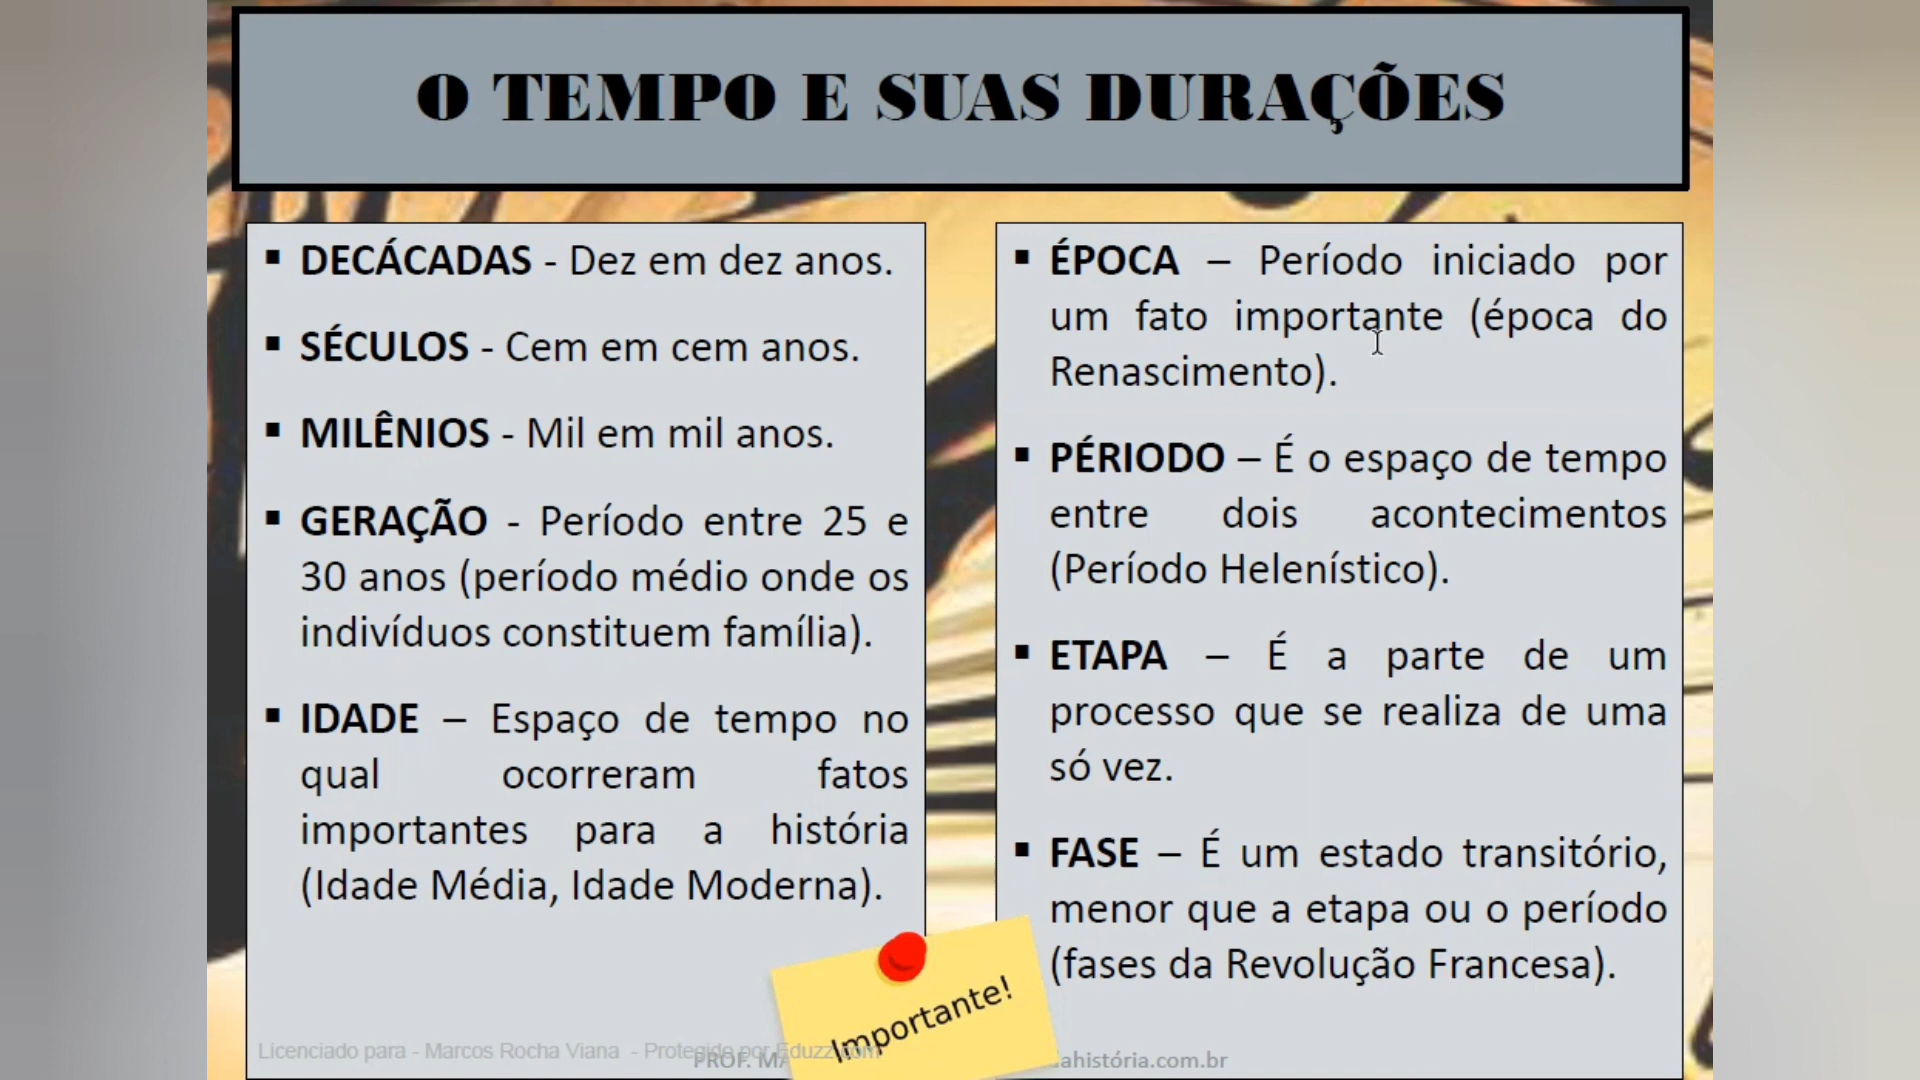 O TEMPO E SUAS DURAÇÕES
▪ DECÁCADAS - Dez em dez anos.
▪ SÉCULOS - Cem em cem anos.
▪ MILÊNIOS - Mil em mil anos.
▪ GERAÇÃO - Período entre 25 e
30 anos (período médio onde os
indivíduos constituem família).
▪ IDADE – Espaço de tempo no
qual ocorreram fatos
importantes para a história
(Idade Média, Idade Moderna).
▪ ÉPOCA – Período iniciado por
um fato importante (época do
Renascimento).
▪ PÉRIODO – É o espaço de tempo
entre dois acontecimentos
(Período Helenístico).
▪ ETAPA – É a parte de um
processo que se realiza de uma
só vez.
▪ FASE – É um estado transitório,
menor que a etapa ou o período
(fases da Revolução Francesa).
Importante!
Licenciado para - Marcos Rocha Viana - Protegido por Eduzz.com
PROF.